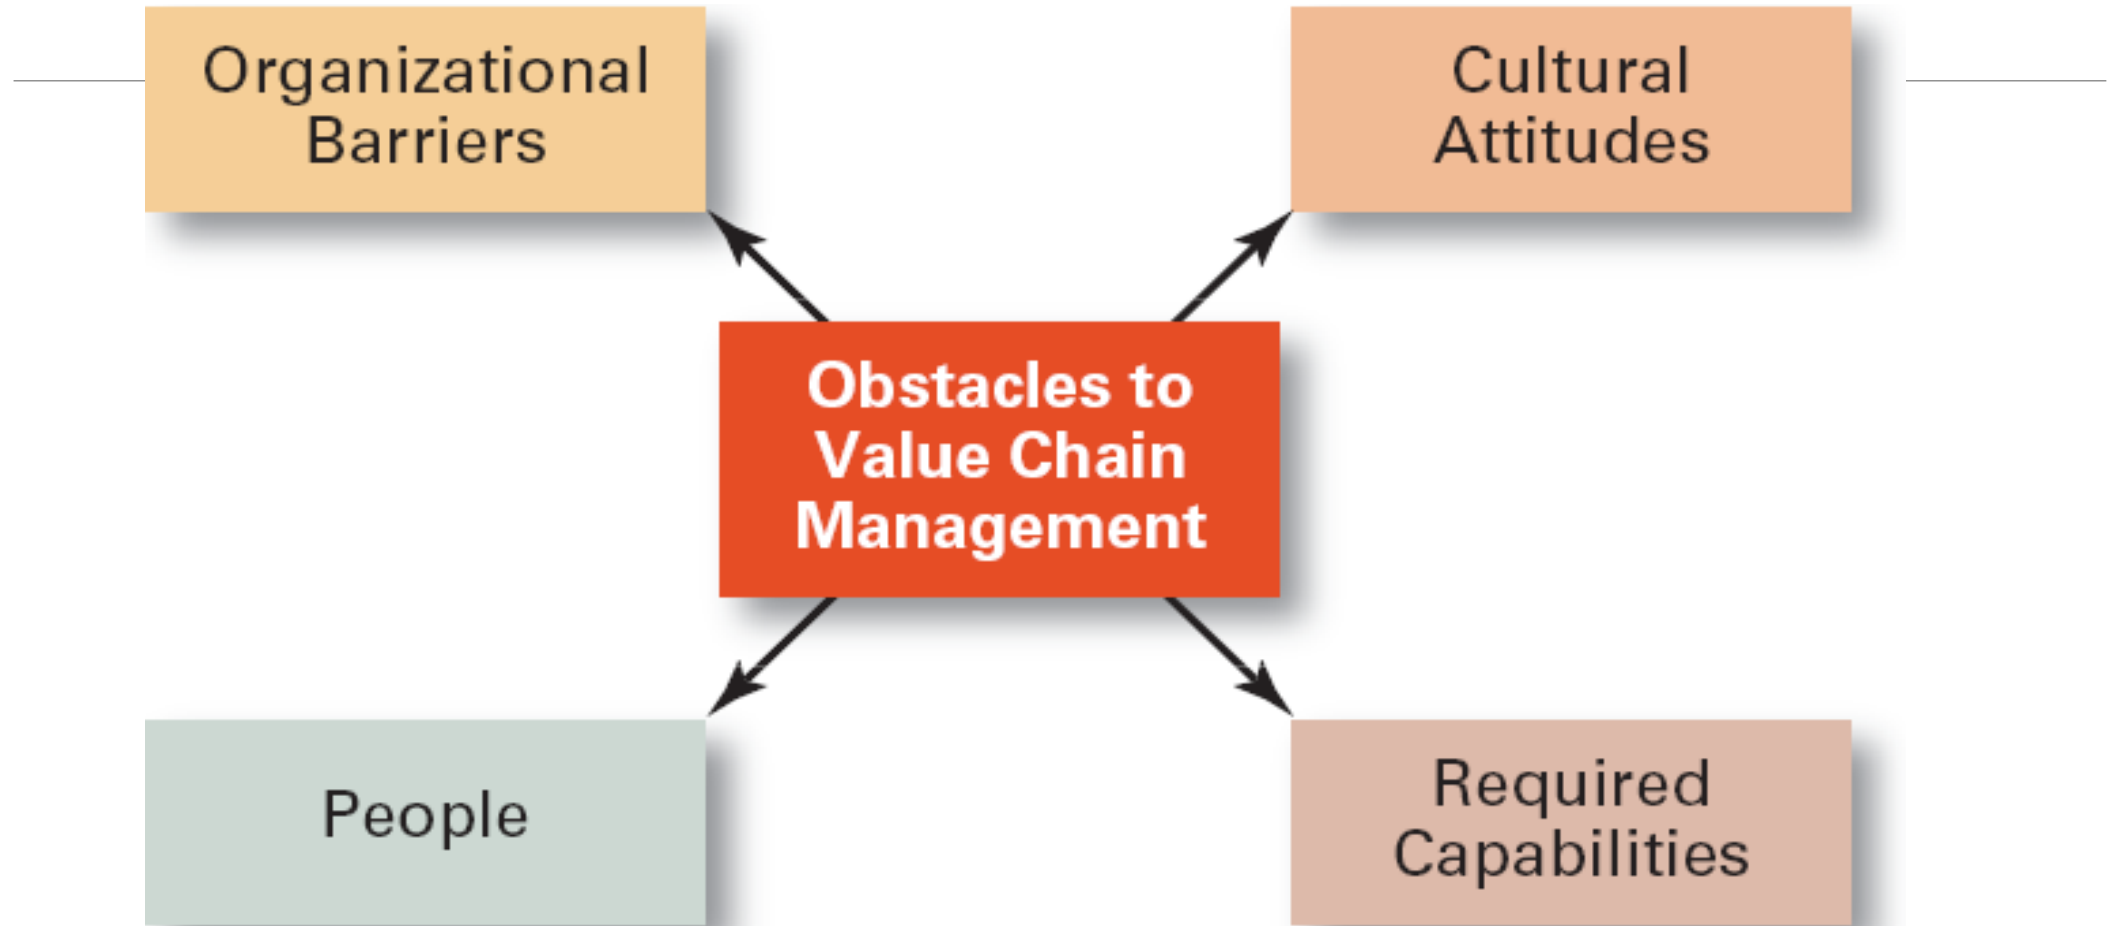 Organizational
Barriers
Cultural
Attitudes
Obstacles to
Value Chain
Management
People
Required
Capabilities